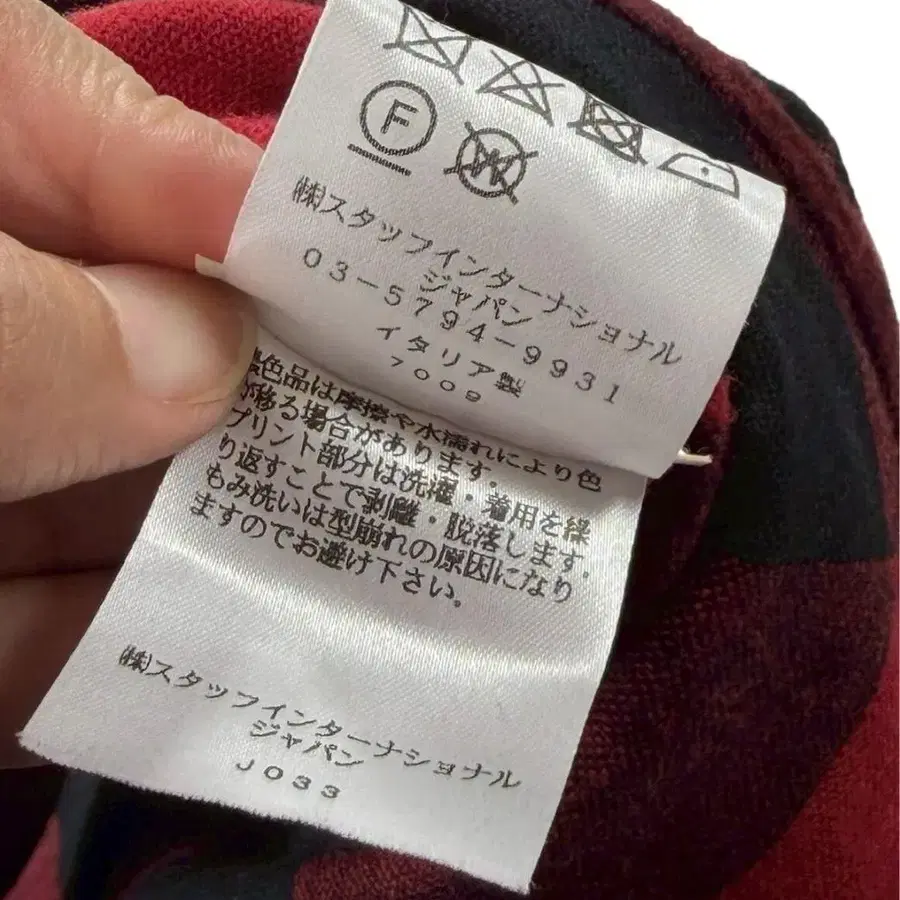 F
W
㈱スタッフインターナショナル
ジャパン
03-5794-9931
イタリア製
7009
色品は摩擦や水濡れにより色
が移る場合があります.
プリント部分は洗濯・着用を繰
り返すことで剥離・脱落します.
もみ洗いは型崩れの原因になり
ますのでお避け下さい.
㈱スタッフインターナショナル
ジャパン
J033